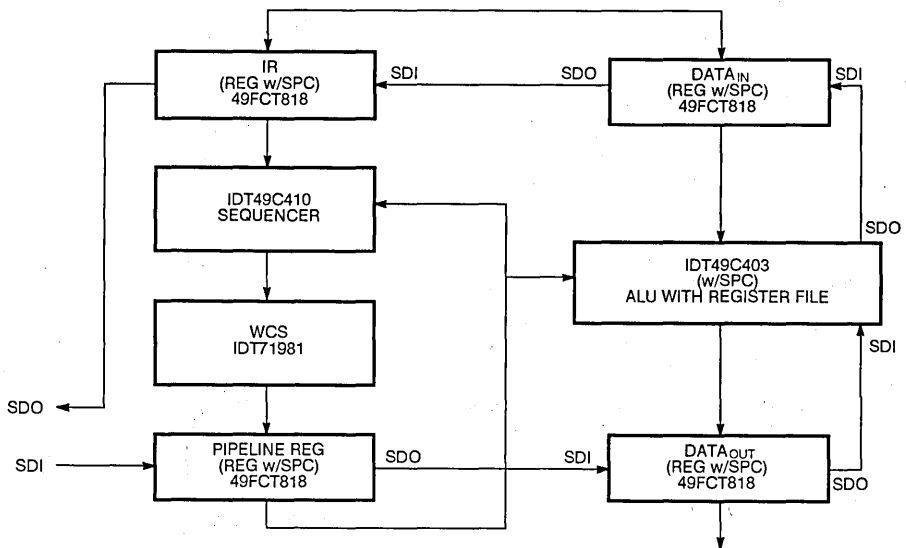 IR
(REG w/SPC)
49FCT818
SDI
SDO
DATAIN
(REG w/SPC)
49FCT818
SDI
IDT49C410
SEQUENCER
SDO
IDT49C403
(w/SPC)
ALU WITH REGISTER FILE
WCS
IDT71981
SDI
SDO
SDI
PIPELINE REG
(REG w/SPC)
49FCT818
SDO
SDI
DATAOUT
(REG w/SPC)
49FCT818
SDO